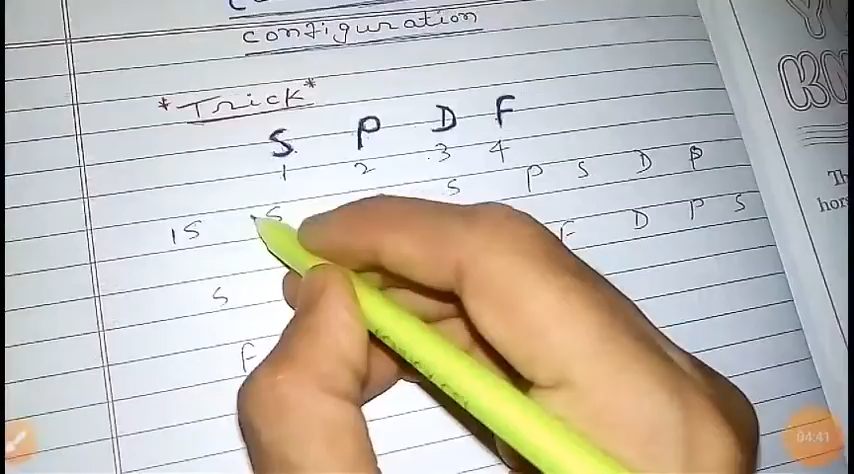 configuration
*Trick*
S P D F
1 2 3 4
S P S D P
1S S F D P S
S
F
04:41